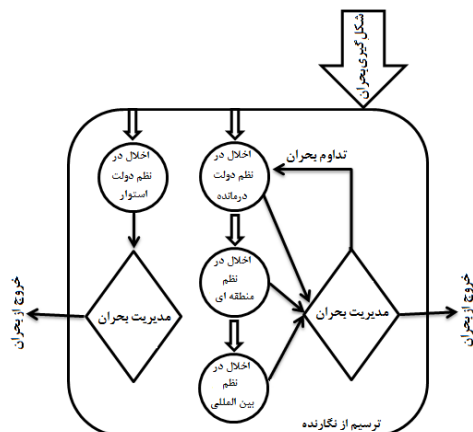 شکل گیری بحران
اخلال در
نظم دولت
درمانده
تداوم بحران
اخلال در
نظم دولت
استوار
اخلال در
نظم
منطقه ای
مدیریت بحران
خروج از بحران
مدیریت بحران
خروج از بحران
اخلال در
نظم
بین المللی
ترسیم از نگارنده